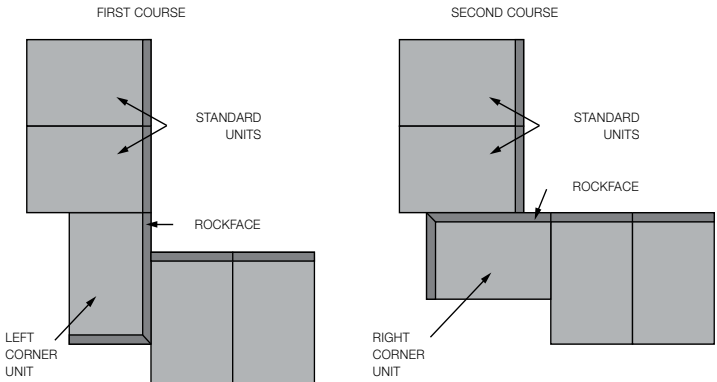 FIRST COURSE
STANDARD
UNITS
ROCKFACE
LEFT
CORNER
UNIT
SECOND COURSE
STANDARD
UNITS
ROCKFACE
RIGHT
CORNER
UNIT